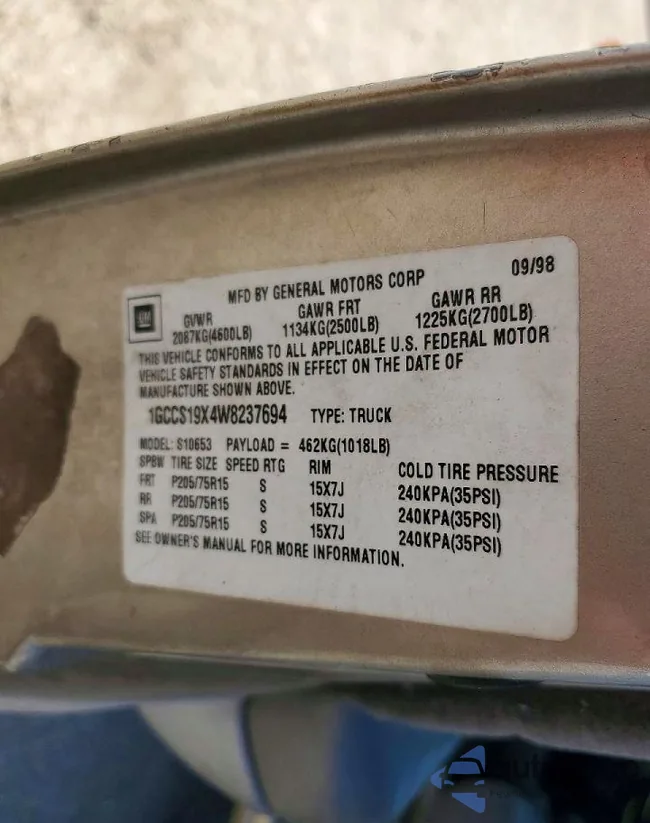 GM
MFD BY GENERAL MOTORS CORP 09/98
GVWR GAWR FRT GAWR RR
2087KG(4600LB) 1134KG(2500LB) 1225KG(2700LB)
THIS VEHICLE CONFORMS TO ALL APPLICABLE U.S. FEDERAL MOTOR
VEHICLE SAFETY STANDARDS IN EFFECT ON THE DATE OF
MANUFACTURE SHOWN ABOVE.
1GCCS19X4W8237694 TYPE: TRUCK
MODEL: S10653 PAYLOAD = 462KG(1018LB)
SPBW TIRE SIZE SPEED RTG RIM COLD TIRE PRESSURE
FRT P205/75R15 S 15X7J 240KPA(35PSI)
RR P205/75R15 S 15X7J 240KPA(35PSI)
SPA P205/75R15 S 15X7J 240KPA(35PSI)
SEE OWNER'S MANUAL FOR MORE INFORMATION.